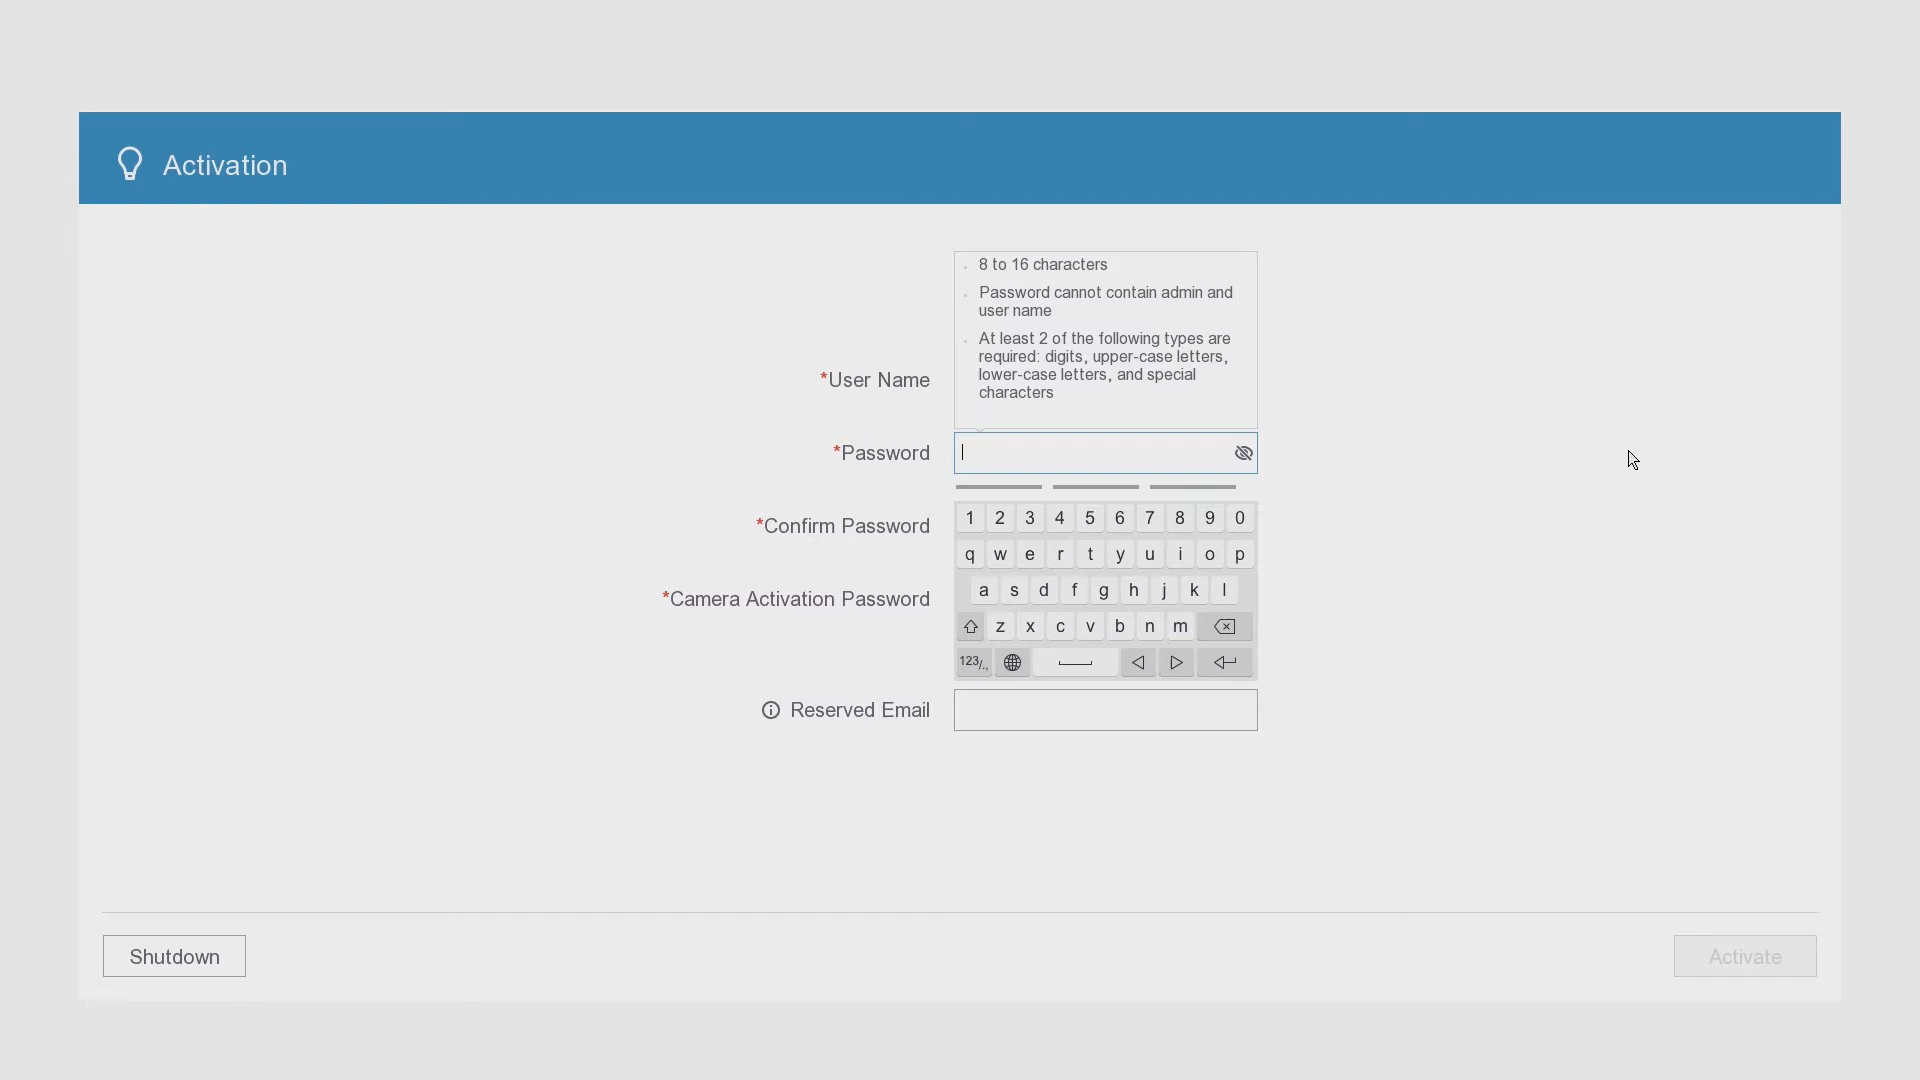 Activation
8 to 16 characters
Password cannot contain admin and
user name
At least 2 of the following types are
required: digits, upper-case letters,
lower-case letters, and special
characters
*User Name
*Password
*Confirm Password
1 2 3 4 5 6 7 8 9 0
q w e r t y u i o p
a s d f g h j k l
z x c v b n m
123/.,
*Camera Activation Password
Reserved Email
Shutdown
Activate